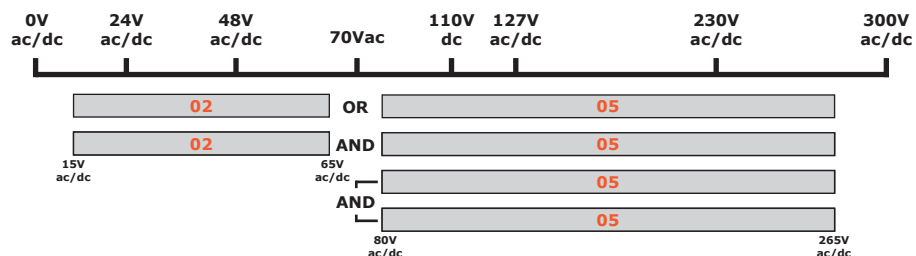 0V 24V 48V 70Vac 110V 127V 230V 300V
ac/dc ac/dc ac/dc dc ac/dc ac/dc ac/dc
02 OR 05
02 AND 05
15V 65V
ac/dc ac/dc
05
AND
05
80V 265V
ac/dc ac/dc